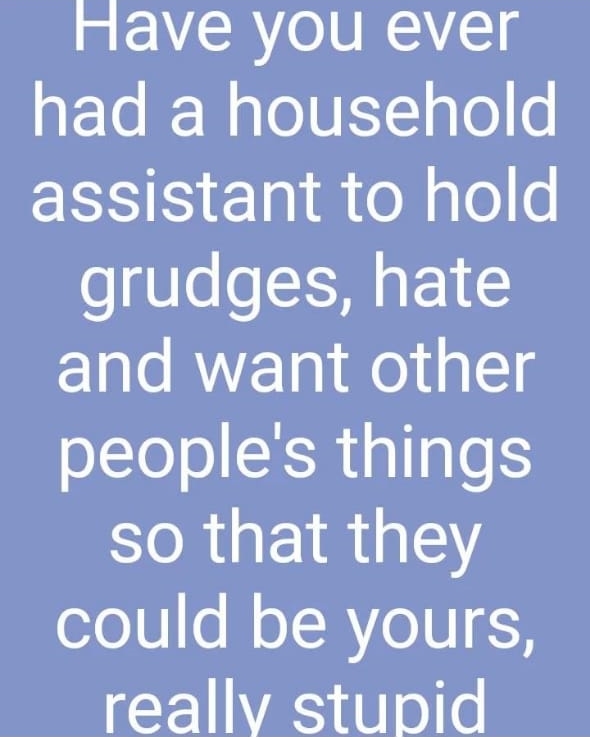 Have you ever
had a household
assistant to hold
grudges, hate
and want other
people's things
so that they
could be yours,
really stupid